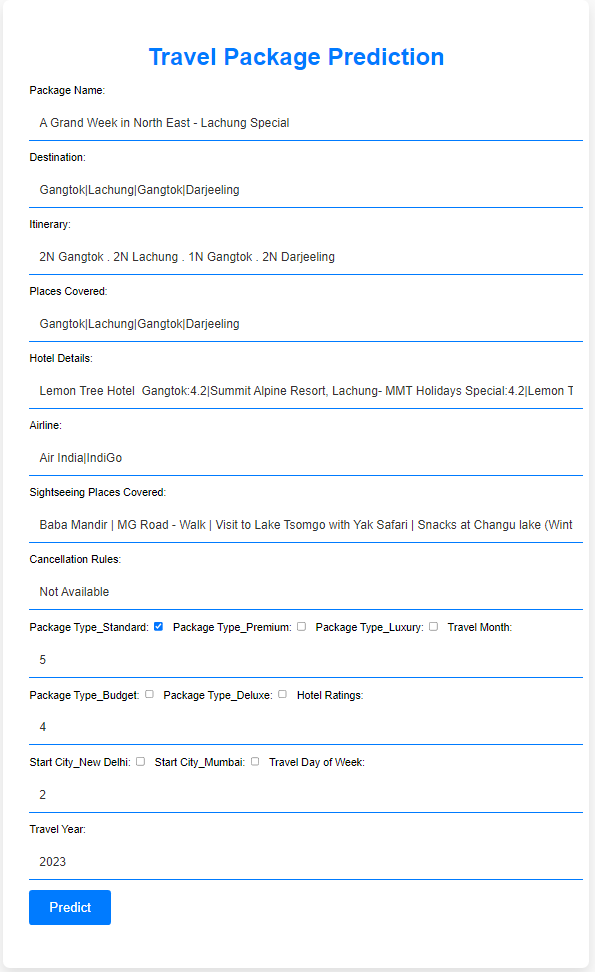 Travel Package Prediction
Package Name:
A Grand Week in North East - Lachung Special
Destination:
Gangtok|Lachung|Gangtok|Darjeeling
Itinerary:
2N Gangtok . 2N Lachung . 1N Gangtok . 2N Darjeeling
Places Covered:
Gangtok|Lachung|Gangtok|Darjeeling
Hotel Details:
Lemon Tree Hotel  Gangtok:4.2|Summit Alpine Resort, Lachung- MMT Holidays Special:4.2|Lemon T
Airline:
Air India|IndiGo
Sightseeing Places Covered:
Baba Mandir | MG Road - Walk | Visit to Lake Tsomgo with Yak Safari | Snacks at Changu lake (Wint
Cancellation Rules:
Not Available
Package Type_Standard: Package Type_Premium: Package Type_Luxury: Travel Month:
5
Package Type_Budget: Package Type_Deluxe: Hotel Ratings:
4
Start City_New Delhi: Start City_Mumbai: Travel Day of Week:
2
Travel Year:
2023
Predict